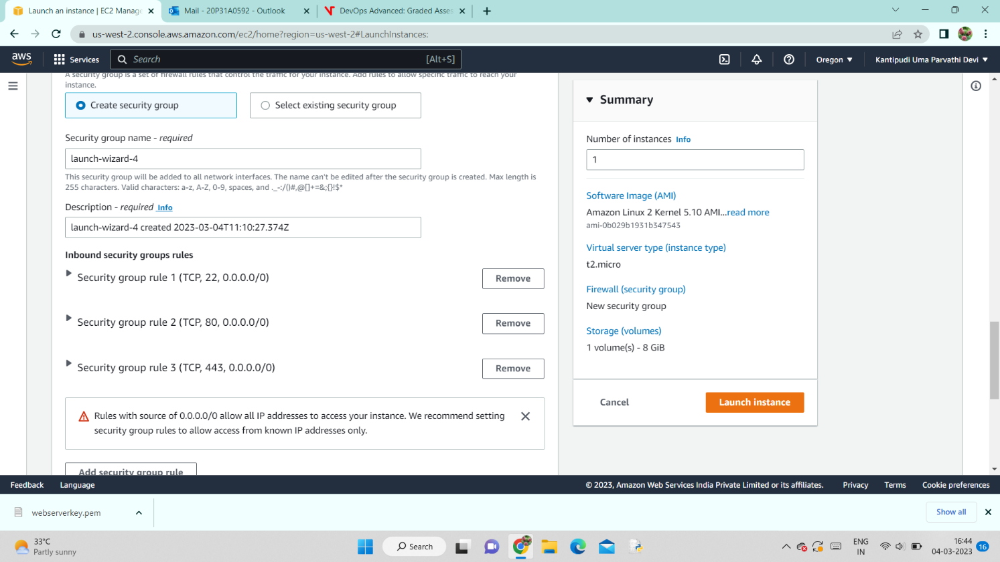 Launch an instance | EC2 Manage
Mail - 20P31A0592 - Outlook
DevOps Advanced: Graded Asses
us-west-2.console.aws.amazon.com/ec2/home?region=us-west-2#LaunchInstances:
aws
Services
Search
[Alt+S]
Oregon
Kantipudi Uma Parvathi Devi
A security group is a set of firewall rules that control the traffic for your instance. Add rules to allow specific traffic to reach your
instance.
Create security group
Select existing security group
Security group name - required
launch-wizard-4
This security group will be added to all network interfaces. The name can't be edited after the security group is created. Max length is
255 characters. Valid characters: a-z, A-Z, 0-9, spaces, and ._-:/()#,@[]+=&;{}!$*
Description - required Info
launch-wizard-4 created 2023-03-04T11:10:27.374Z
Inbound security groups rules
Security group rule 1 (TCP, 22, 0.0.0.0/0)
Remove
Security group rule 2 (TCP, 80, 0.0.0.0/0)
Remove
Security group rule 3 (TCP, 443, 0.0.0.0/0)
Remove
Rules with source of 0.0.0.0/0 allow all IP addresses to access your instance. We recommend setting
security group rules to allow access from known IP addresses only.
Add security group rule
Summary
Number of instances Info
1
Software Image (AMI)
Amazon Linux 2 Kernel 5.10 AMI...read more
ami-0b029b1931b347543
Virtual server type (instance type)
t2.micro
Firewall (security group)
New security group
Storage (volumes)
1 volume(s) - 8 GiB
Cancel
Launch instance
Feedback
Language
© 2023, Amazon Web Services India Private Limited or its affiliates.
Privacy
Terms
Cookie preferences
webserverkey.pem
Show all
33°C
Partly sunny
Search
ENG
IN
16:44
04-03-2023
16